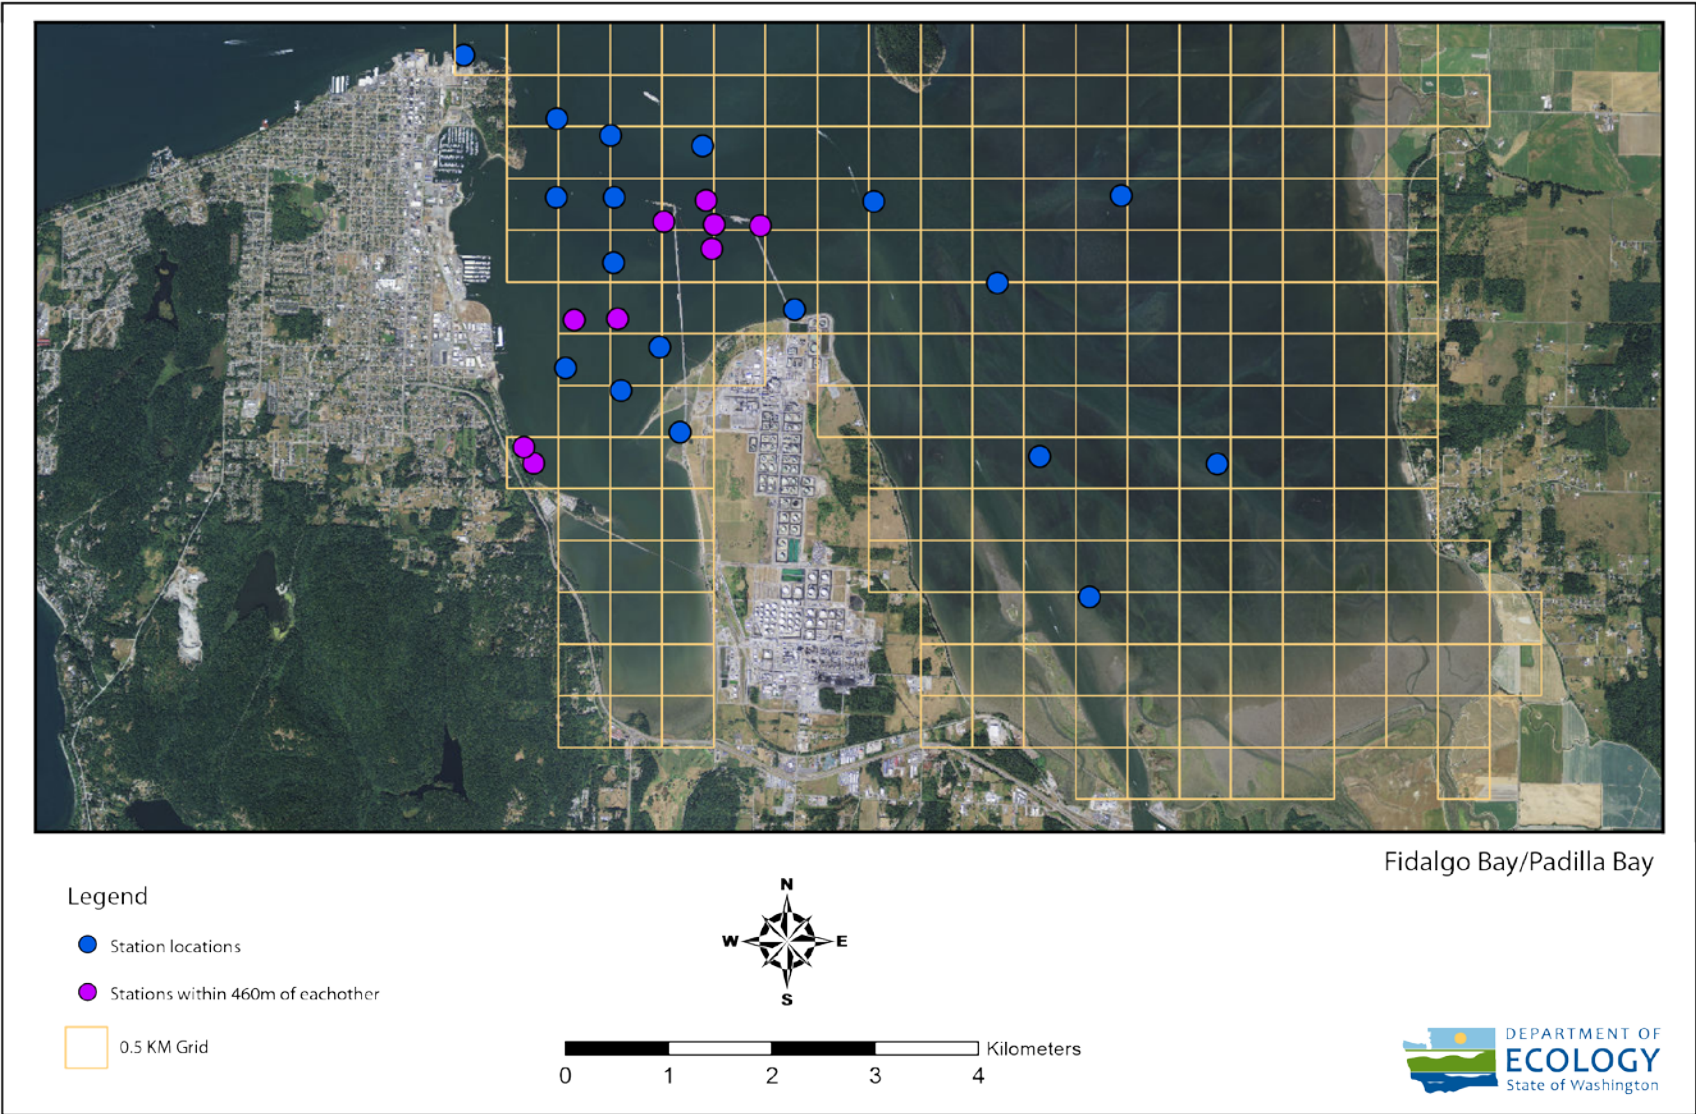 Fidalgo Bay/Padilla Bay
Legend
Station locations
Stations within 460m of eachother
0.5 KM Grid
N
W E
S
Kilometers
0 1 2 3 4
DEPARTMENT OF
ECOLOGY
State of Washington